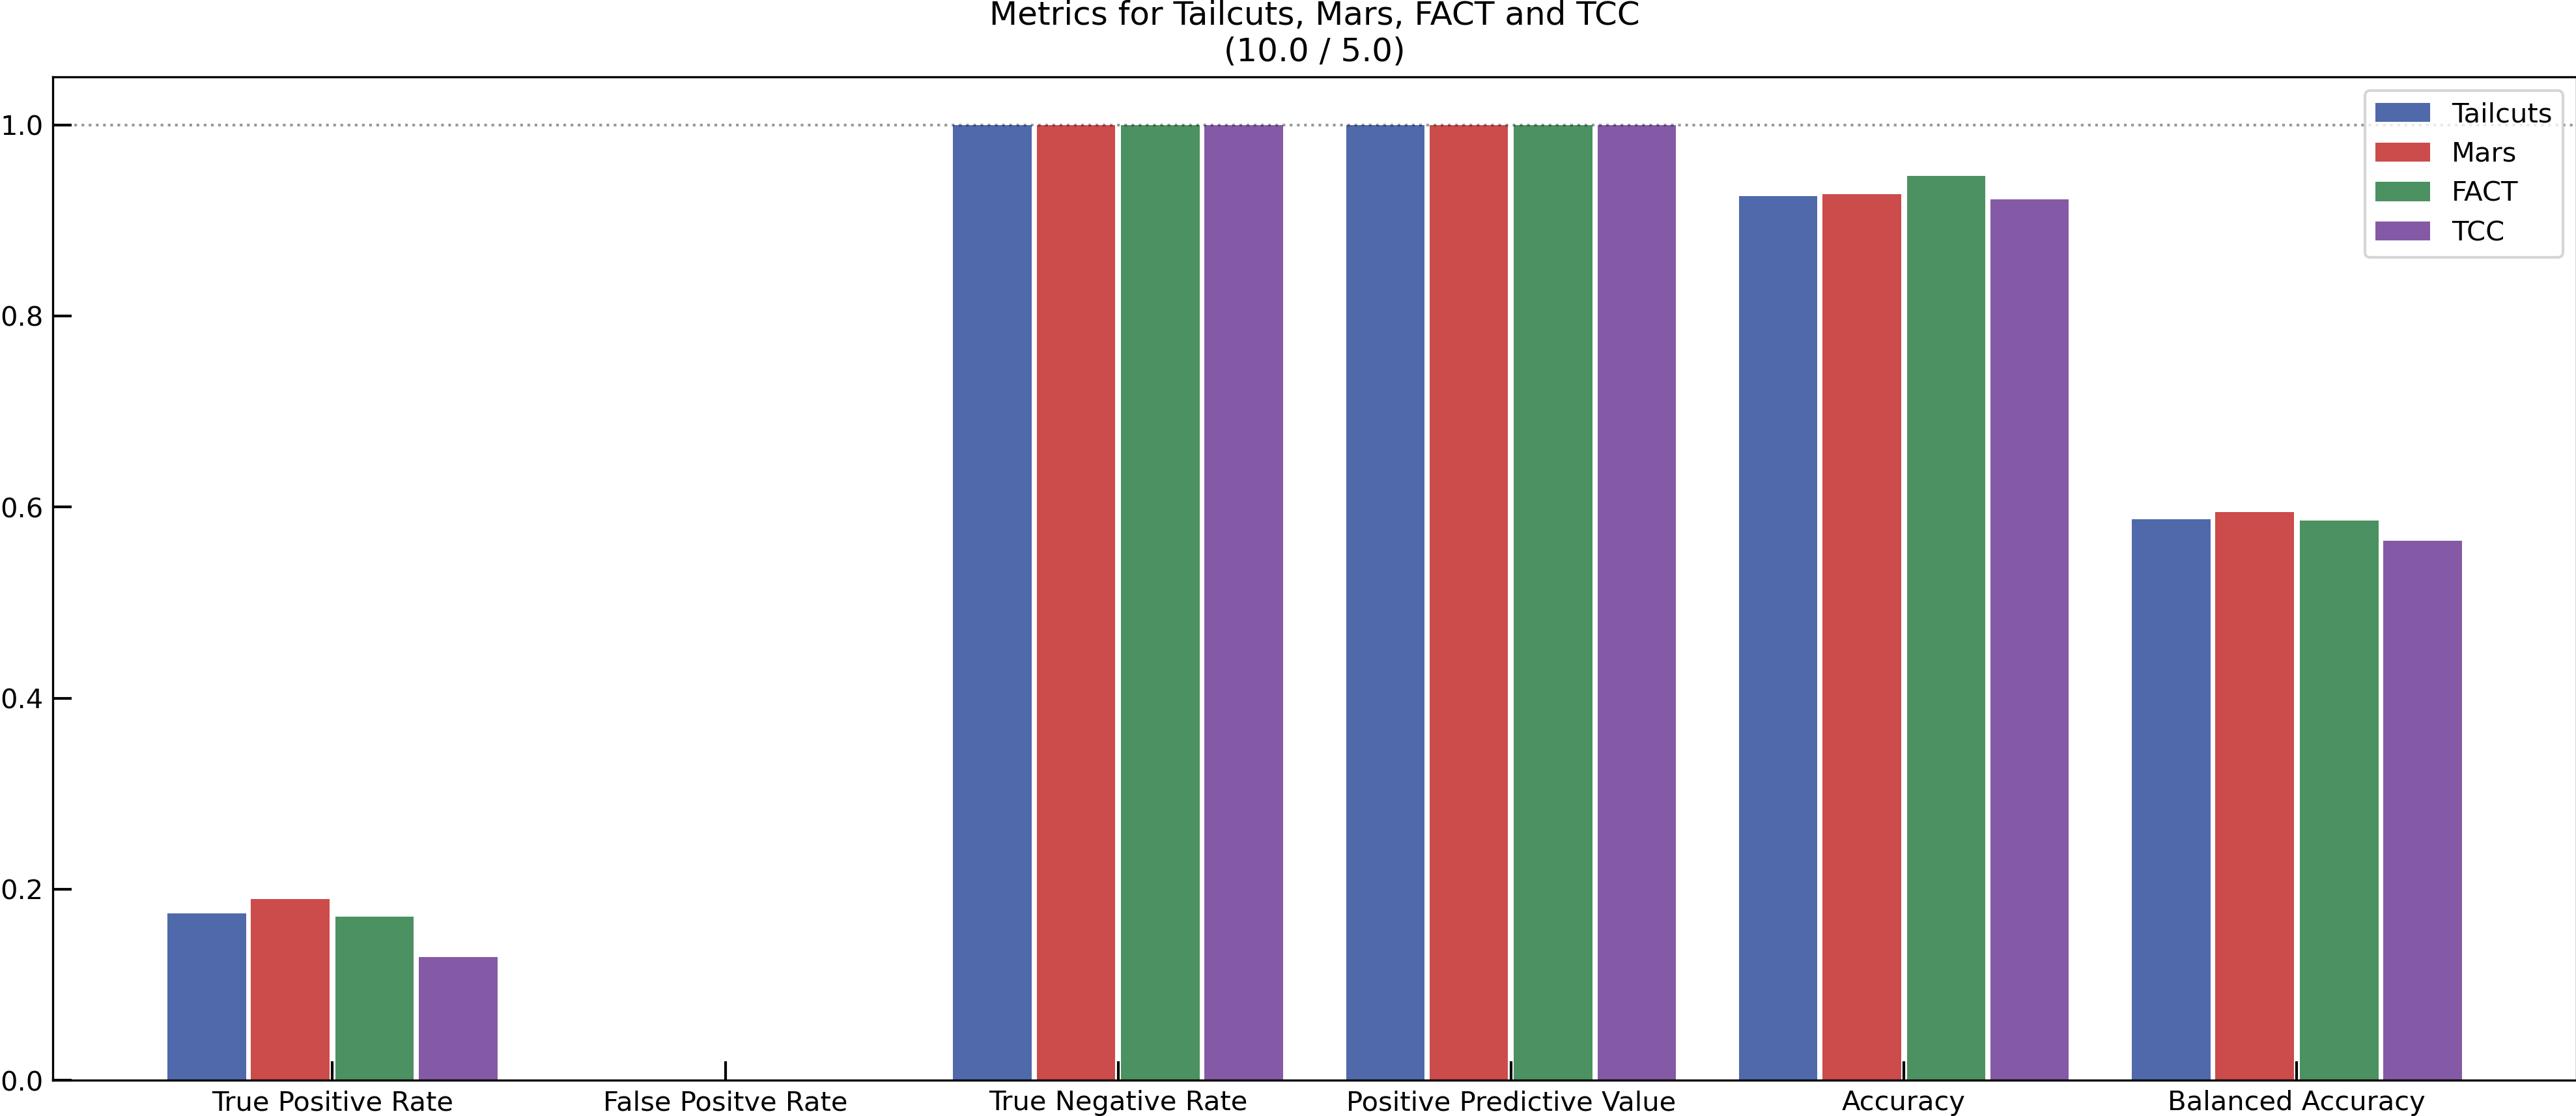 Metrics for Tailcuts, Mars, FACT and TCC
(10.0 / 5.0)
1.0
0.8
0.6
0.4
0.2
0.0
Tailcuts
Mars
FACT
TCC
True Positive Rate
False Positve Rate
True Negative Rate
Positive Predictive Value
Accuracy
Balanced Accuracy